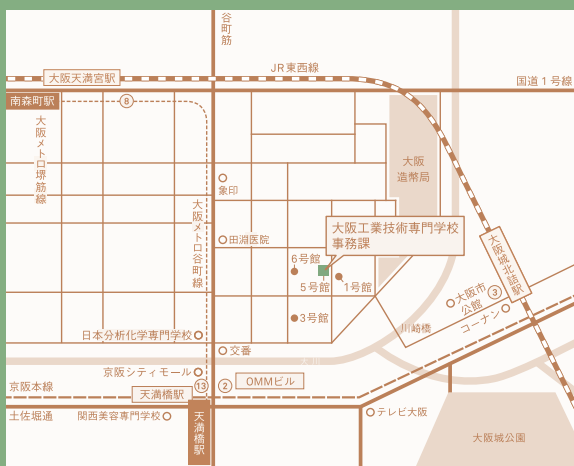 谷町筋
JR東西線
大阪天満宮駅
国道1号線
南森町駅
8
大阪メトロ堺筋線
大阪造幣局
象印
大阪メトロ谷町線
大阪工業技術専門学校
事務課
田淵医院
6号館
5号館
1号館
大阪城北詰駅
大阪市公館
3
コーナン
3号館
川崎橋
日本分析化学専門学校
交番
京阪シティモール
13
2
OMMビル
京阪本線
天満橋駅
土佐堀通
関西美容専門学校
天満橋駅
テレビ大阪
大阪城公園